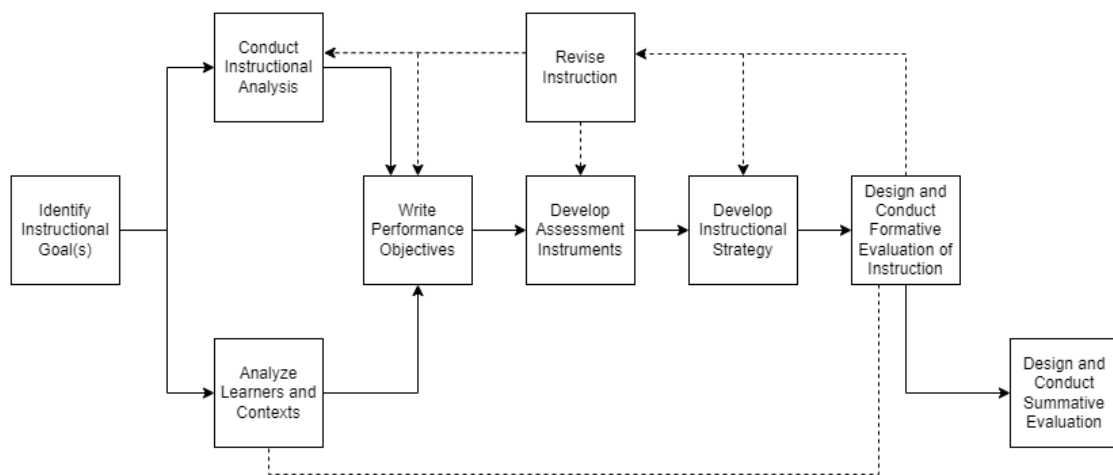 Conduct
Instructional
Analysis
Revise
Instruction
Identify
Instructional
Goal(s)
Write
Performance
Objectives
Develop
Assessment
Instruments
Develop
Instructional
Strategy
Design and
Conduct
Formative
Evaluation of
Instruction
Analyze
Learners and
Contexts
Design and
Conduct
Summative
Evaluation